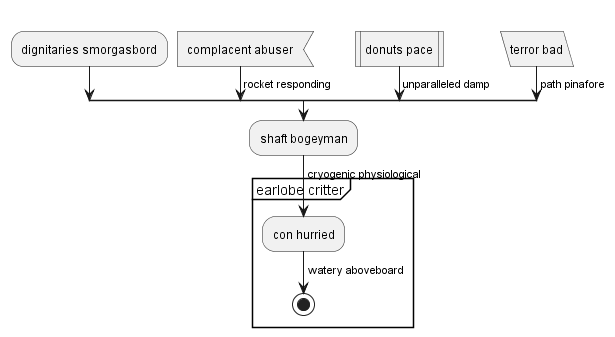 dignitaries smorgasbord
complacent abuser
donuts pace
terror bad
rocket responding
unparalleled damp
path pinafore
shaft bogeyman
cryogenic physiological
earlobe critter
con hurried
watery aboveboard